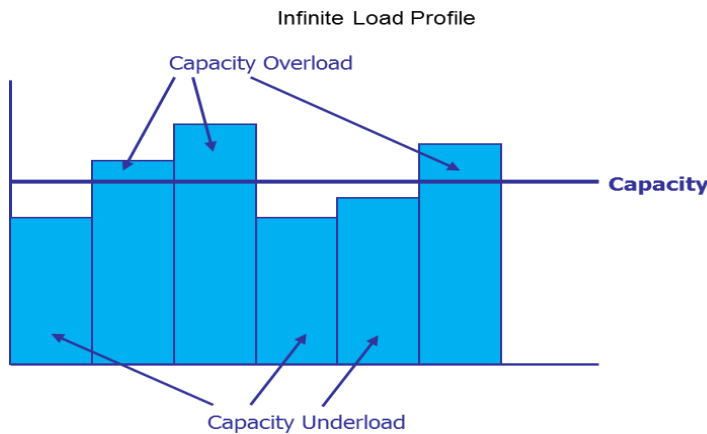 Infinite Load Profile
Capacity Overload
Capacity
Capacity Underload